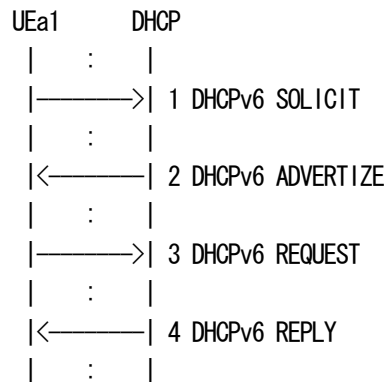 UEa1 DHCP
1 DHCPv6 SOLICIT
2 DHCPv6 ADVERTIZE
3 DHCPv6 REQUEST
4 DHCPv6 REPLY